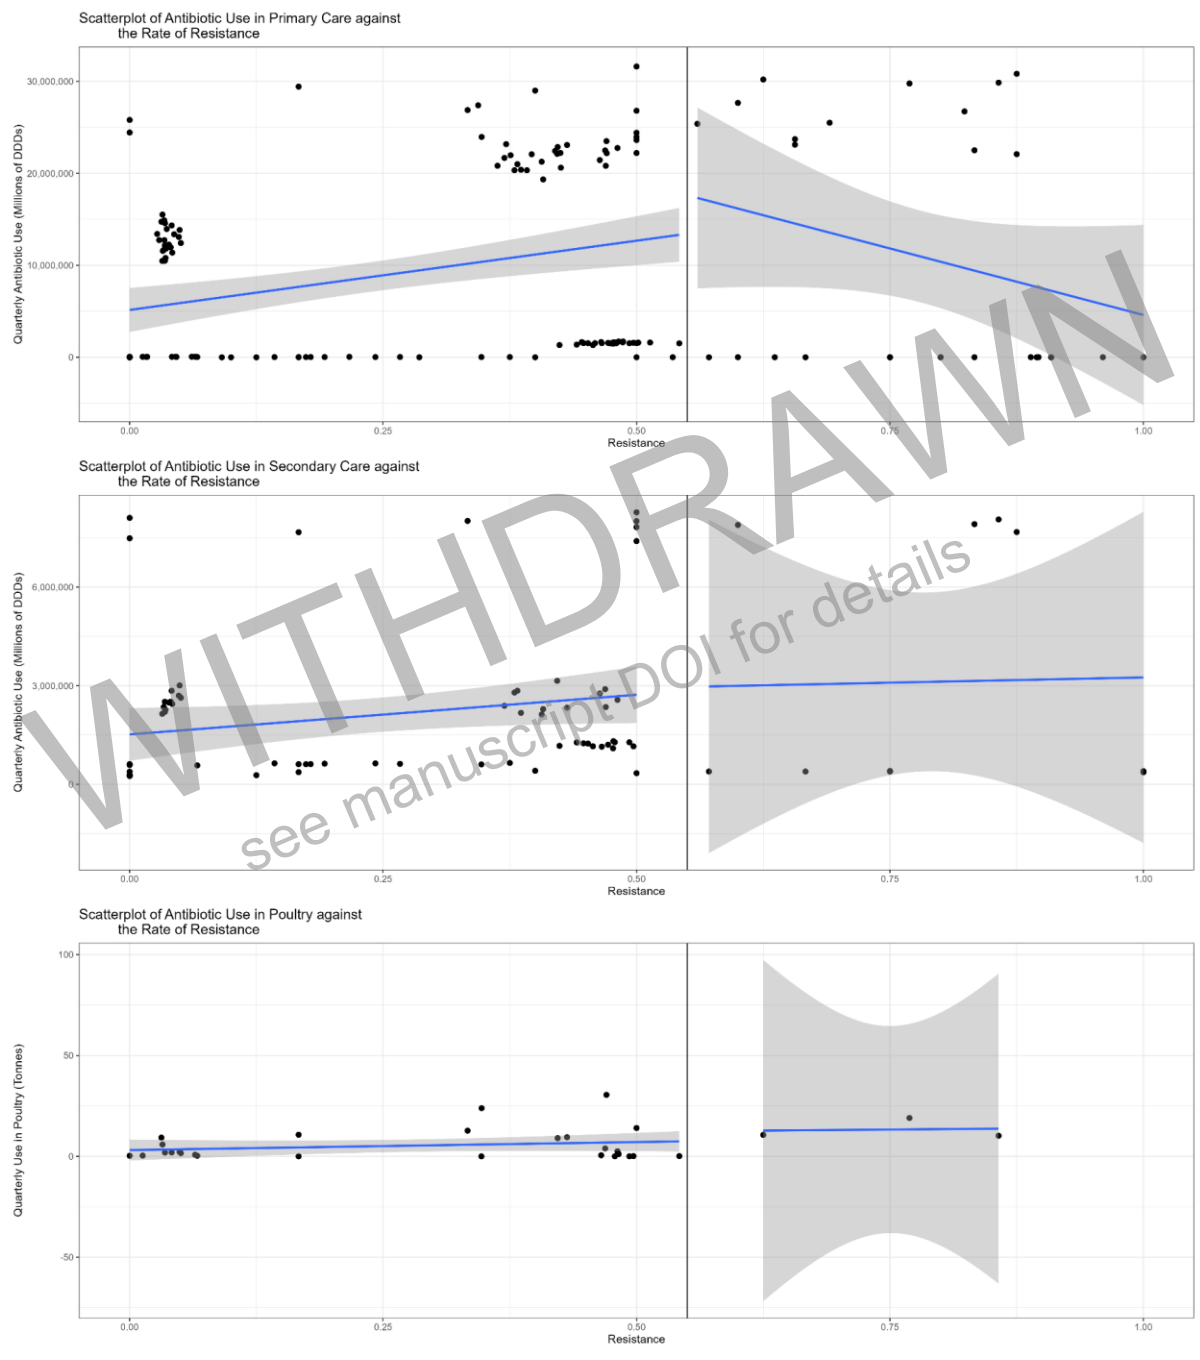 Scatterplot of Antibiotic Use in Primary Care against
the Rate of Resistance
Quarterly Antibiotic Use (Millions of DDDs)
30,000,000
20,000,000
10,000,000
0
0.00
0.25
0.50
0.75
1.00
Resistance
Scatterplot of Antibiotic Use in Secondary Care against
the Rate of Resistance
Quarterly Antibiotic Use (Millions of DDDs)
6,000,000
3,000,000
0
0.00
0.25
0.50
0.75
1.00
Resistance
WITHDRAWN
see manuscript DOI for details
Scatterplot of Antibiotic Use in Poultry against
the Rate of Resistance
Quarterly Use in Poultry (Tonnes)
100
50
0
-50
0.00
0.25
0.50
0.75
1.00
Resistance